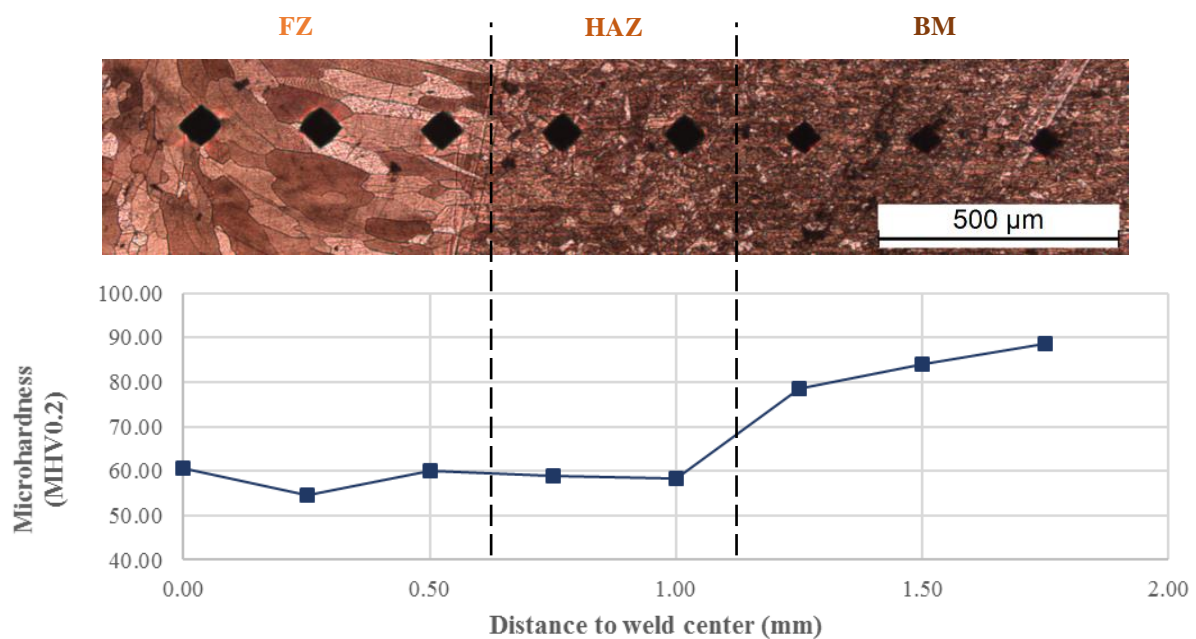 FZ HAZ BM
500 µm
100.00
90.00
80.00
70.00
60.00
50.00
40.00
Microhardness
(MHV0.2)
0.00 0.50 1.00 1.50 2.00
Distance to weld center (mm)